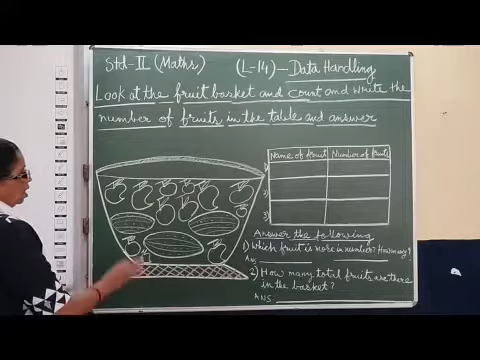 Std-II (Maths) (L-14)-Data Handling
Look at the fruit basket and count and write the
number of fruits in the table and answer
Name of fruit Number of fruits
1)
2)
3)
Answer the following
1) Which fruit is more in number? How many?
Ans
2) How many total fruits are there
in the basket?
ANS